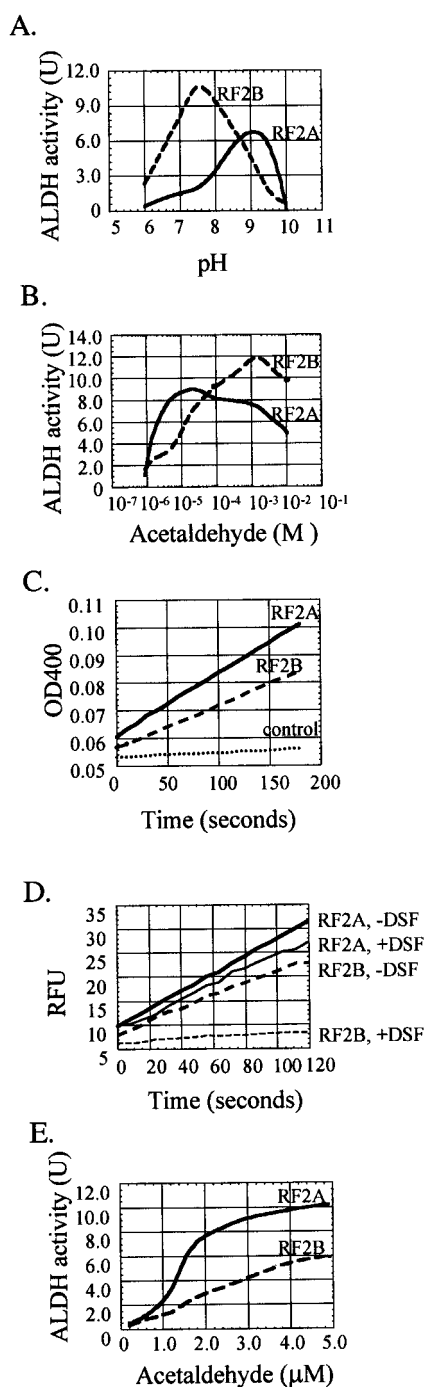 A.
ALDH activity (U)
12.0
9.0
6.0
3.0
0
RF2B
RF2A
5 6 7 8 9 10 11
pH
B.
ALDH activity (U)
14.0
12.0
10.0
8.0
6.0
4.0
2.0
0
RF2B
RF2A
10-7 10-6 10-5 10-4 10-3 10-2 10-1
Acetaldehyde (M )
C.
OD400
0.11
0.10
0.09
0.08
0.07
0.06
0.05
RF2A
RF2B
control
0 50 100 150 200
Time (seconds)
D.
RFU
35
30
25
20
15
10
5
RF2A, -DSF
RF2A, +DSF
RF2B, -DSF
RF2B, +DSF
0 20 40 60 80 100 120
Time (seconds)
E.
ALDH activity (U)
12.0
10.0
8.0
6.0
4.0
2.0
0.0
RF2A
RF2B
0.0 1.0 2.0 3.0 4.0 5.0
Acetaldehyde (μM)